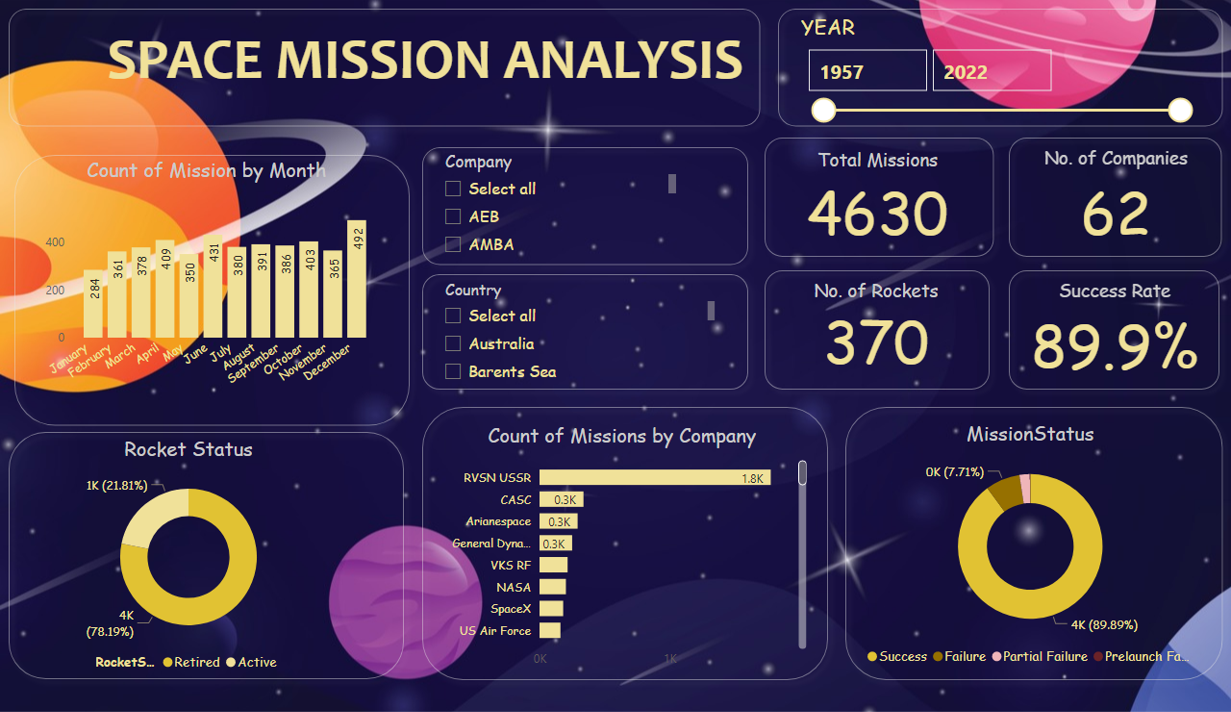 SPACE MISSION ANALYSIS
YEAR
1957
2022
Count of Mission by Month
400
200
0
284
361
378
409
350
431
380
391
386
403
365
492
January
February
March
April
May
June
July
August
September
October
November
December
Company
Select all
AEB
AMBA
Country
Select all
Australia
Barents Sea
Total Missions
4630
No. of Companies
62
No. of Rockets
370
Success Rate
89.9%
Rocket Status
1K (21.81%)
4K
(78.19%)
RocketS... Retired Active
Count of Missions by Company
RVSN USSR 1.8K
CASC 0.3K
Arianespace 0.3K
General Dyna... 0.3K
VKS RF
NASA
SpaceX
US Air Force
0K 1K
MissionStatus
0K (7.71%)
4K (89.89%)
Success Failure Partial Failure Prelaunch Fa...